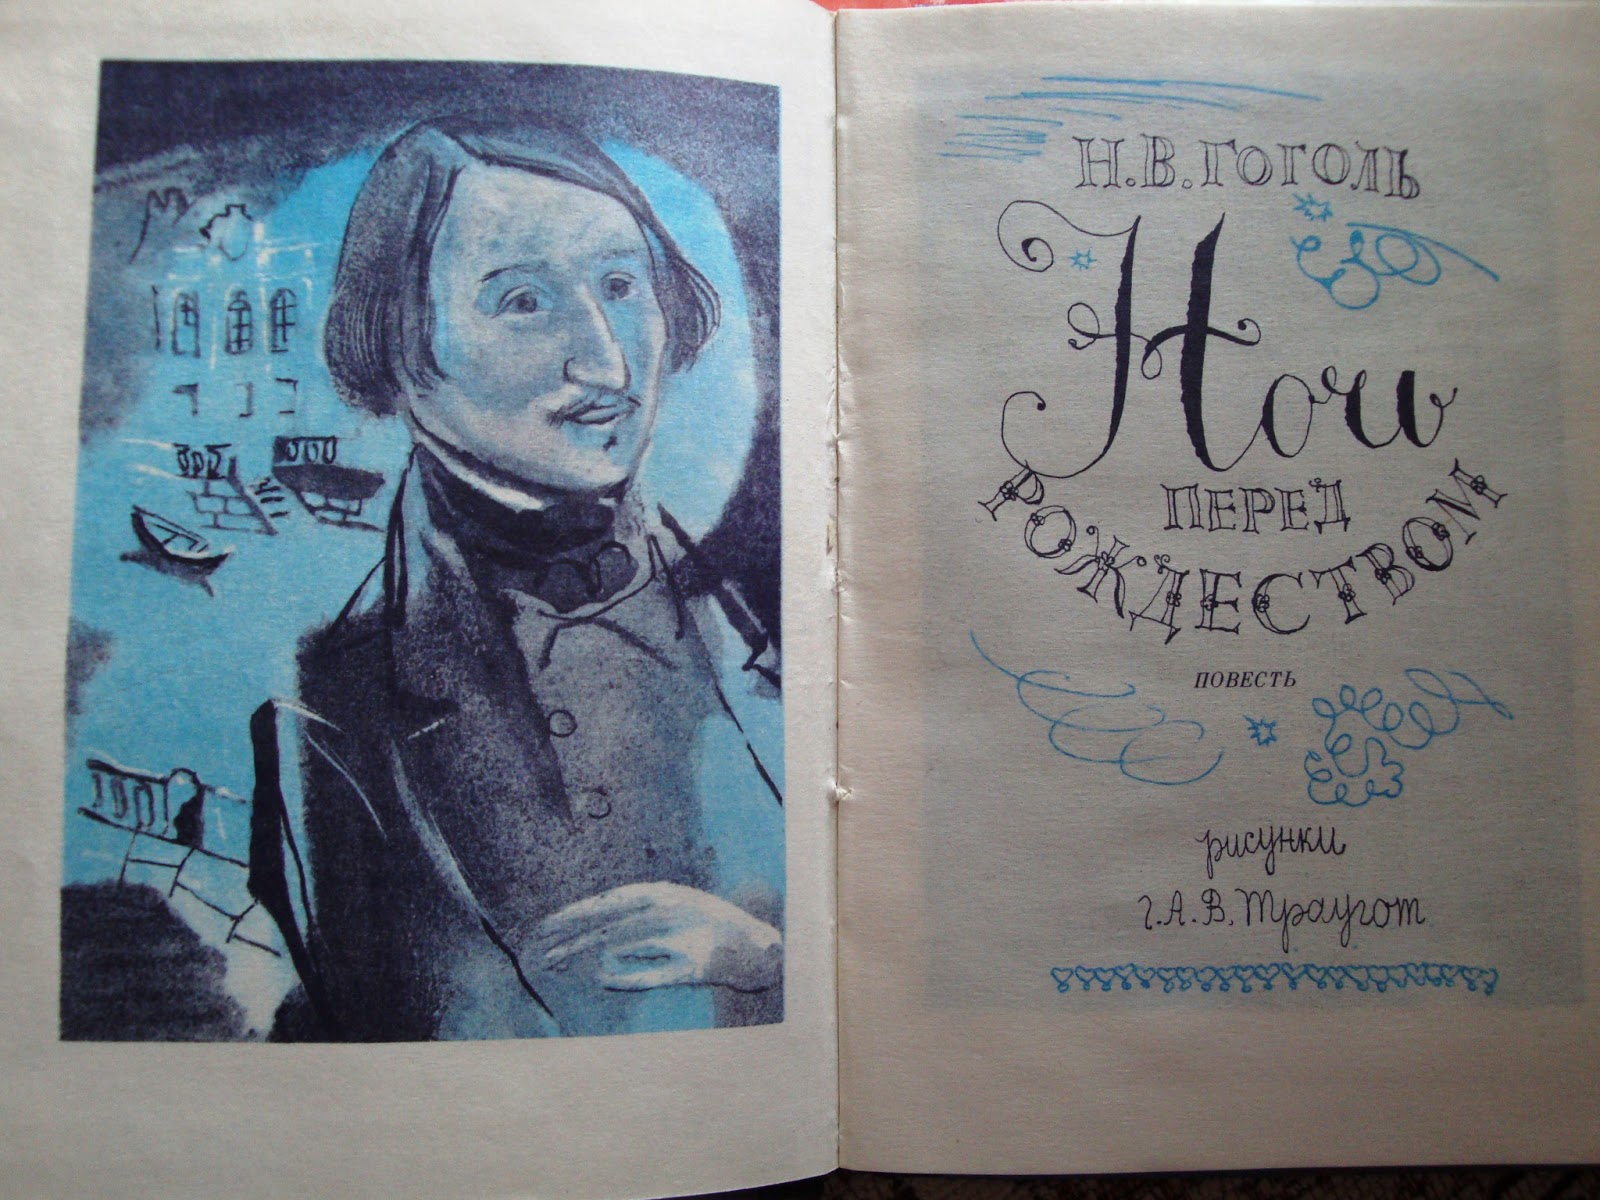 Н.В.ГОГОЛЬ
Ночь
ПЕРЕД
РОЖДЕСТВОМ
ПОВЕСТЬ
рисунки
Г.А.В.Траугот